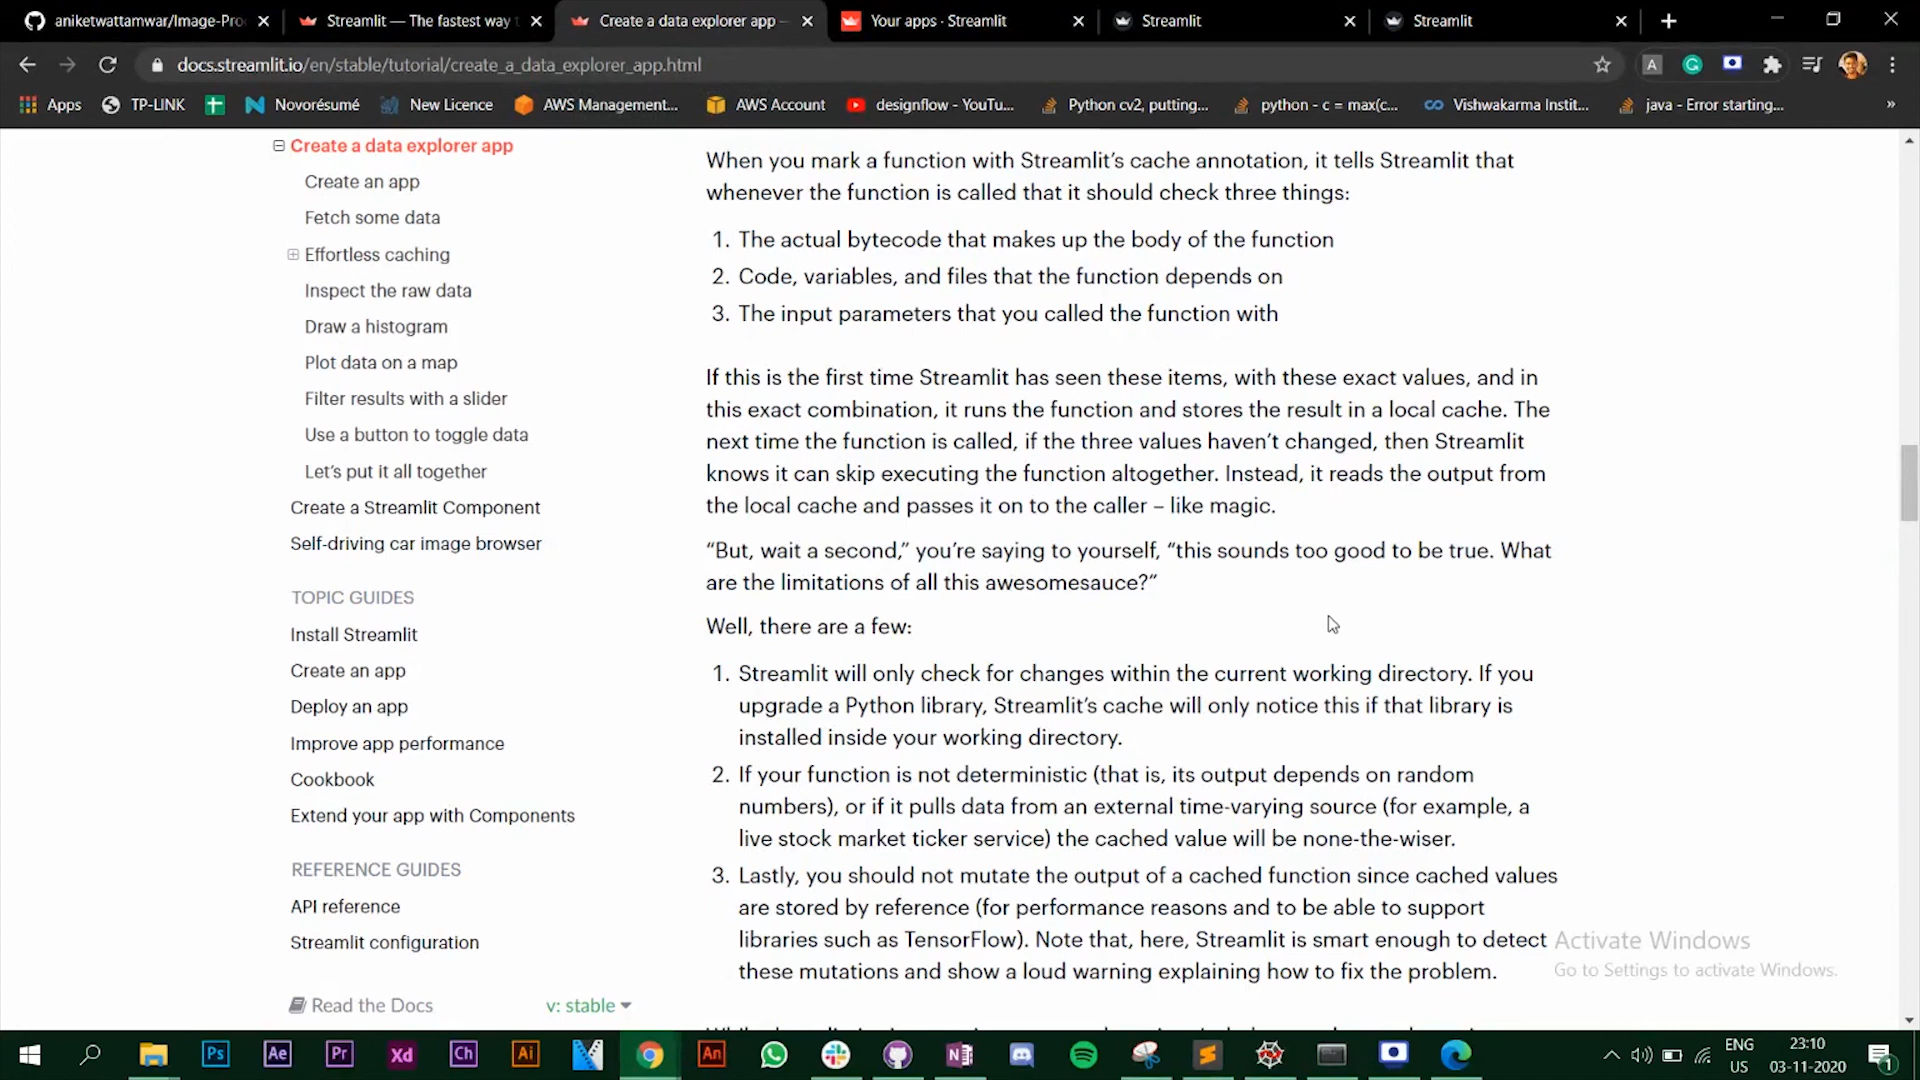 aniketwattamwar/Image-Pro
Streamlit — The fastest way
Create a data explorer app —
Your apps · Streamlit
Streamlit
Streamlit
docs.streamlit.io/en/stable/tutorial/create_a_data_explorer_app.html
Apps
TP-LINK
Novorésumé
New Licence
AWS Management...
AWS Account
designflow - YouTu...
Python cv2, putting...
python - c = max(c...
Vishwakarma Instit...
java - Error starting...
»
Create a data explorer app
Create an app
Fetch some data
Effortless caching
Inspect the raw data
Draw a histogram
Plot data on a map
Filter results with a slider
Use a button to toggle data
Let's put it all together
Create a Streamlit Component
Self-driving car image browser
TOPIC GUIDES
Install Streamlit
Create an app
Deploy an app
Improve app performance
Cookbook
Extend your app with Components
REFERENCE GUIDES
API reference
Streamlit configuration
Read the Docs
v: stable
When you mark a function with Streamlit's cache annotation, it tells Streamlit that
whenever the function is called that it should check three things:
1. The actual bytecode that makes up the body of the function
2. Code, variables, and files that the function depends on
3. The input parameters that you called the function with
If this is the first time Streamlit has seen these items, with these exact values, and in
this exact combination, it runs the function and stores the result in a local cache. The
next time the function is called, if the three values haven't changed, then Streamlit
knows it can skip executing the function altogether. Instead, it reads the output from
the local cache and passes it on to the caller – like magic.
“But, wait a second,” you're saying to yourself, “this sounds too good to be true. What
are the limitations of all this awesomesauce?”
Well, there are a few:
1. Streamlit will only check for changes within the current working directory. If you
upgrade a Python library, Streamlit's cache will only notice this if that library is
installed inside your working directory.
2. If your function is not deterministic (that is, its output depends on random
numbers), or if it pulls data from an external time-varying source (for example, a
live stock market ticker service) the cached value will be none-the-wiser.
3. Lastly, you should not mutate the output of a cached function since cached values
are stored by reference (for performance reasons and to be able to support
libraries such as TensorFlow). Note that, here, Streamlit is smart enough to detect
these mutations and show a loud warning explaining how to fix the problem.
Activate Windows
Go to Settings to activate Windows.
Ps
Ae
Pr
Xd
Ch
Ai
An
ENG
US
23:10
03-11-2020
1